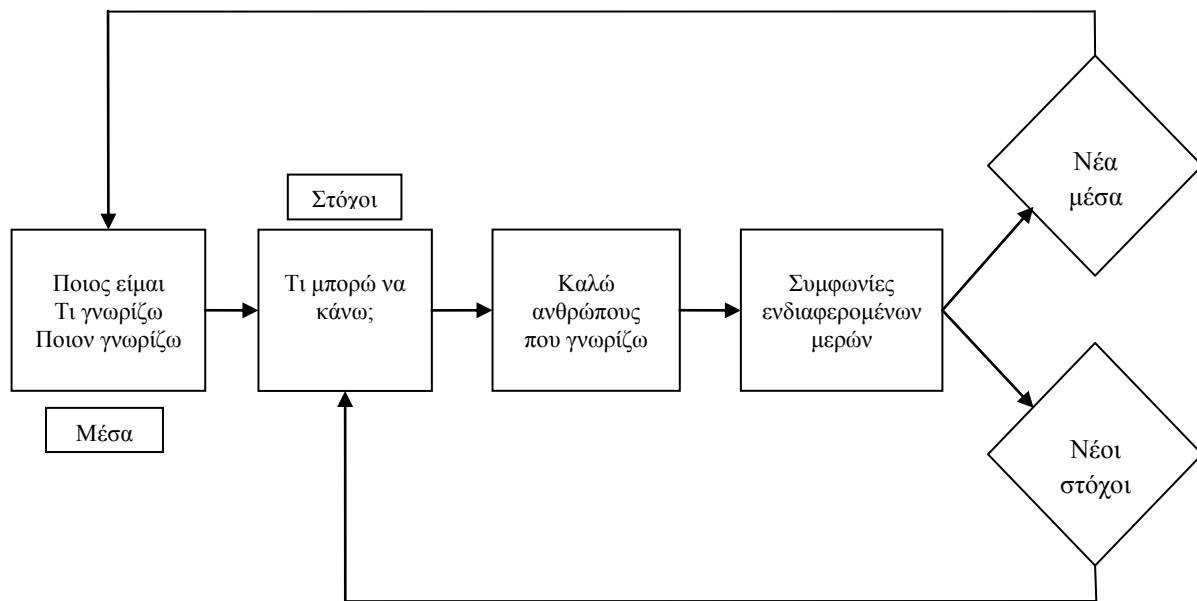 Νέα
μέσα
Στόχοι
Ποιος είμαι
Τι γνωρίζω
Ποιον γνωρίζω
Τι μπορώ να
κάνω;
Καλώ
ανθρώπους
που γνωρίζω
Συμφωνίες
ενδιαφερομένων
μερών
Μέσα
Νέοι
στόχοι